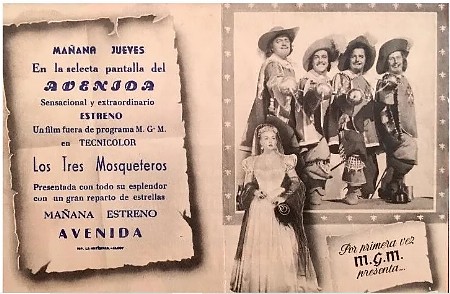 MAÑANA JUEVES
En la selecta pantalla del
AVENIDA
Sensacional y extraordinario
ESTRENO
Un film fuera de programa M. G. M.
en TECNICOLOR
Los Tres Mosqueteros
Presentada con todo su esplendor
con un gran reparto de estrellas
MAÑANA ESTRENO
AVENIDA
Por primera vez
M.G.M.
presenta...